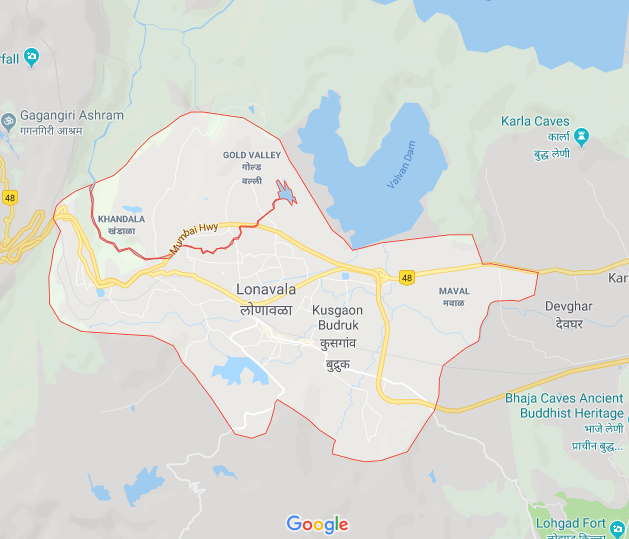 rfall
Gagangiri Ashram
गगनगिरी आश्रम
48
Karla Caves
कार्ला
बुद्ध लेणी
GOLD VALLEY
गोल्ड
वल्ली
Valvan Dam
KHANDALA
खंडाळा
Mumbai Hwy
48
Kar
MAVAL
मवाळ
Lonavala
लोणावळा
Kusgaon
Budruk
कुसगांव
बुद्रुक
Devghar
देवघर
Bhaja Caves Ancient
Buddhist Heritage
भाजे लेणी
प्राचीन बुद्ध...
Google
Lohgad Fort